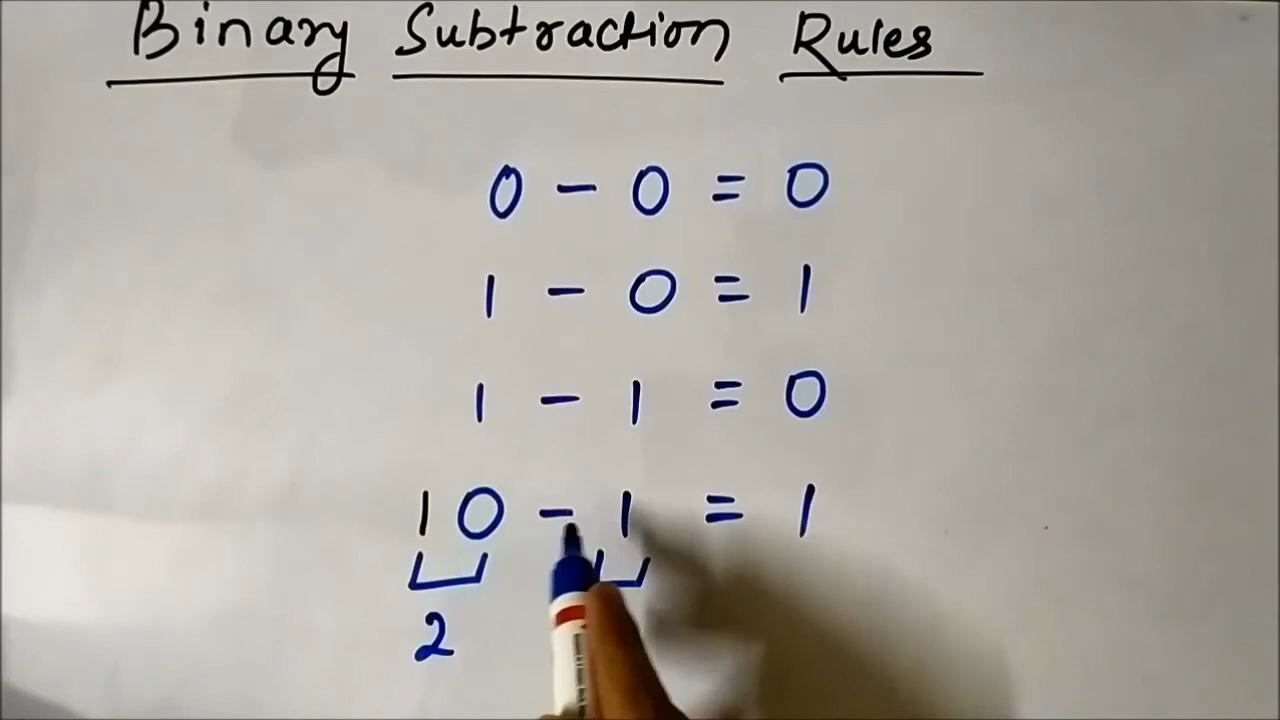 Binary Subtraction Rules
0 - 0 = 0
1 - 0 = 1
1 - 1 = 0
10 - 1 = 1
2